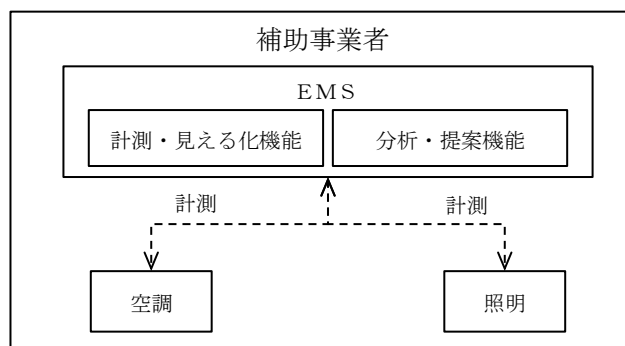 補助事業者
ＥＭＳ
計測・見える化機能
分析・提案機能
計測
計測
空調
照明